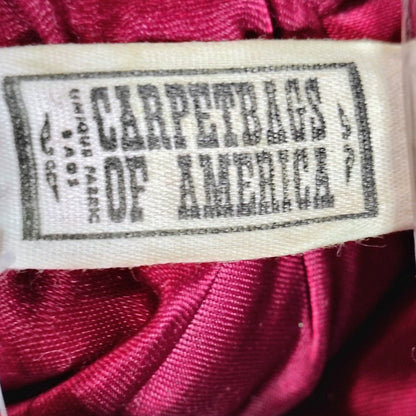 CARPETBAGS
OF AMERICA
UNIQUE FABRIC
BAGS